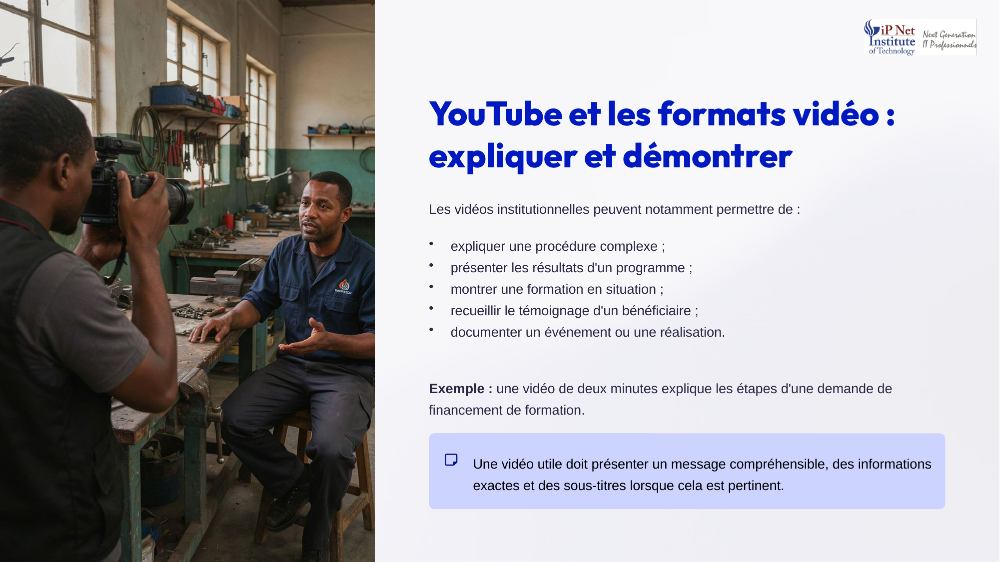 iP Net
Institute
of Technology
Next Generation
IT Professionnels
YouTube et les formats vidéo :
expliquer et démontrer
Les vidéos institutionnelles peuvent notamment permettre de :
• expliquer une procédure complexe ;
• présenter les résultats d'un programme ;
• montrer une formation en situation ;
• recueillir le témoignage d'un bénéficiaire ;
• documenter un événement ou une réalisation.
Exemple : une vidéo de deux minutes explique les étapes d'une demande de
financement de formation.
Une vidéo utile doit présenter un message compréhensible, des informations
exactes et des sous-titres lorsque cela est pertinent.